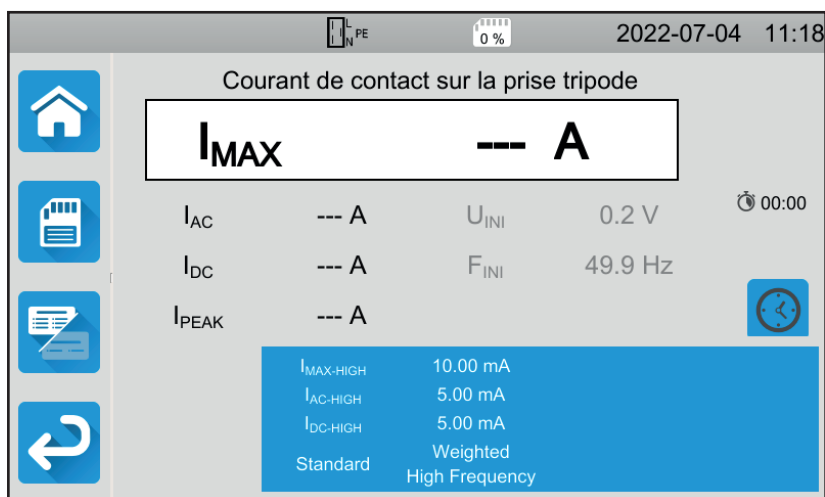 L
N PE
0 %
2022-07-04 11:18
Courant de contact sur la prise tripode
IMAX --- A
IAC --- A UINI 0.2 V
00:00
IDC --- A FINI 49.9 Hz
IPEAK --- A
IMAX-HIGH 10.00 mA
IAC-HIGH 5.00 mA
IDC-HIGH 5.00 mA
Standard Weighted
High Frequency